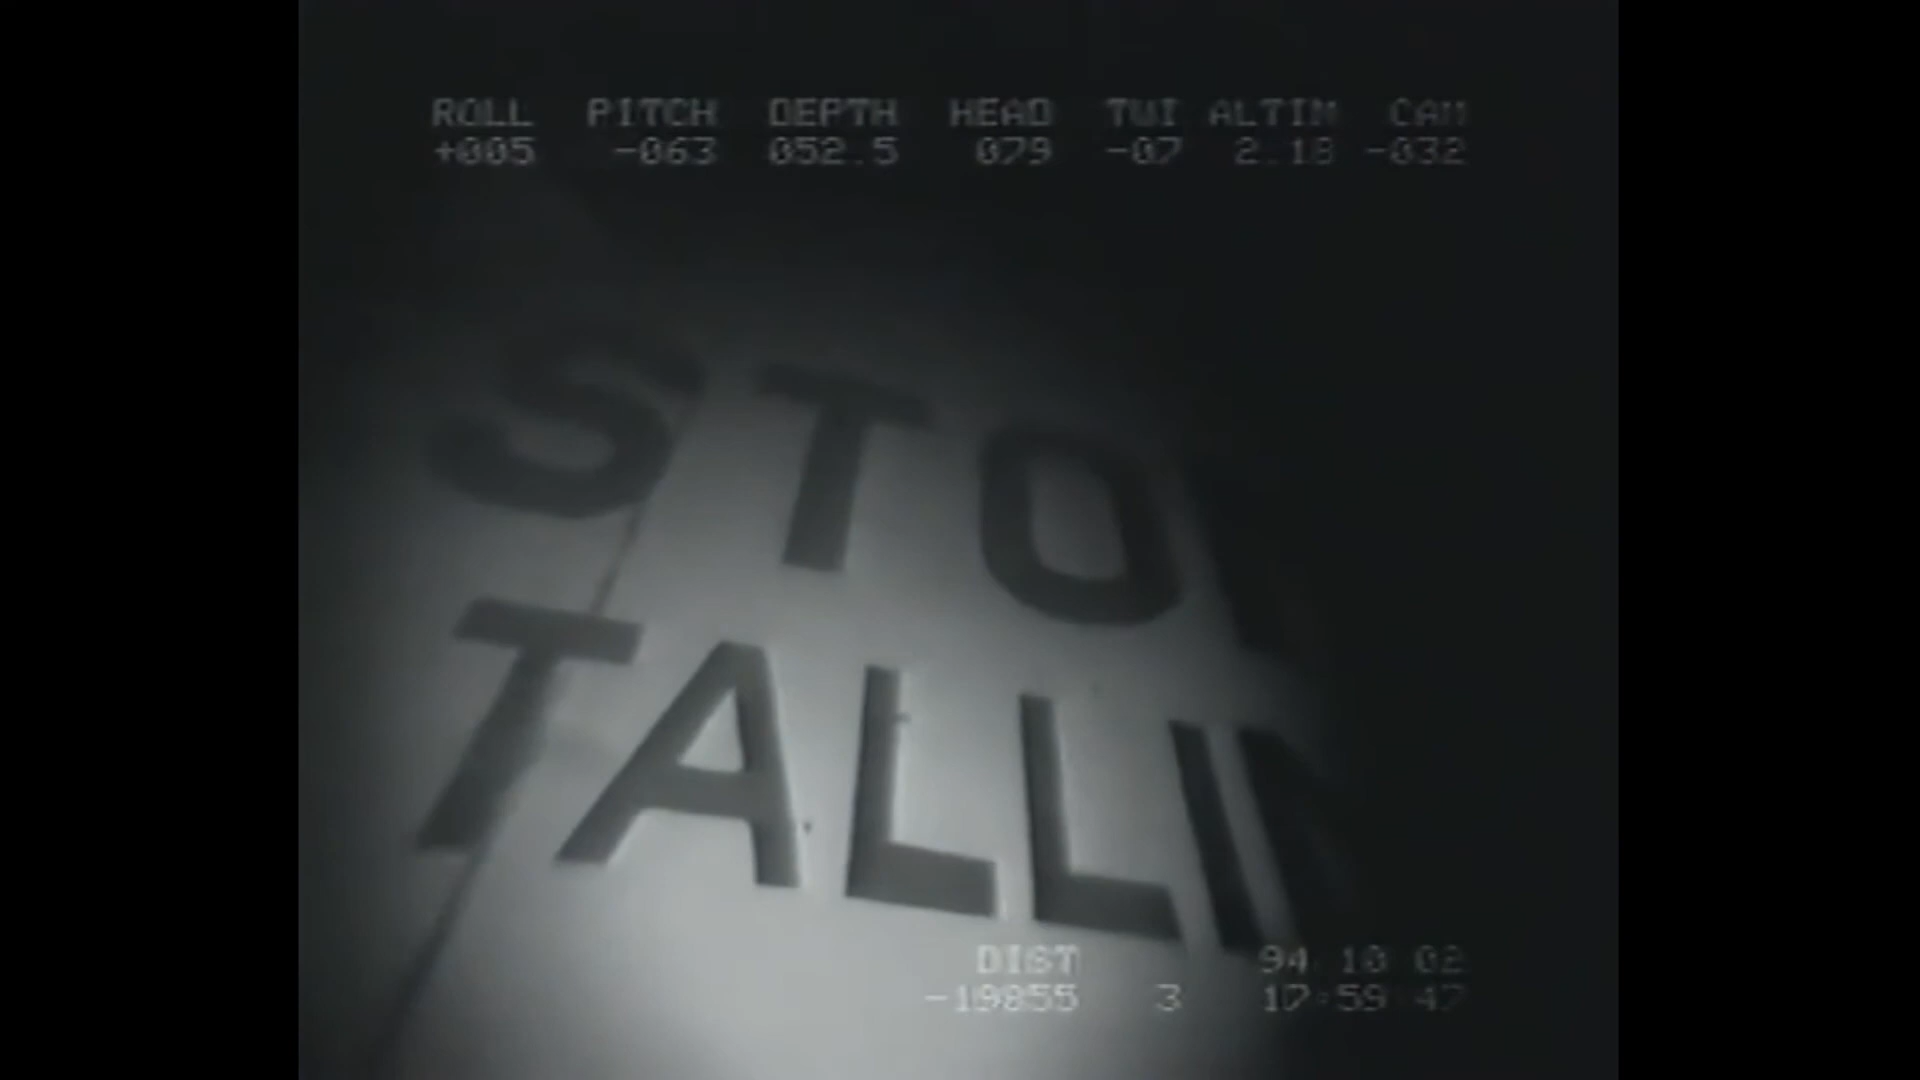 ROLL PITCH DEPTH HEAD TWI ALTIM CAM
+005 -063 052.5 079 -07 2.18 -032
STO
TALLIN
DIST 94 10 02
-19855 3 17:59 47